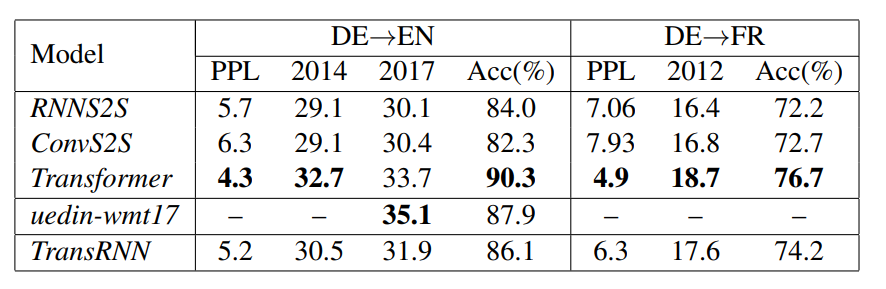 Model DE→EN DE→FR
PPL 2014 2017 Acc(%) PPL 2012 Acc(%)
RNNS2S 5.7 29.1 30.1 84.0 7.06 16.4 72.2
ConvS2S 6.3 29.1 30.4 82.3 7.93 16.8 72.7
Transformer 4.3 32.7 33.7 90.3 4.9 18.7 76.7
uedin-wmt17 – – 35.1 87.9 – – –
TransRNN 5.2 30.5 31.9 86.1 6.3 17.6 74.2